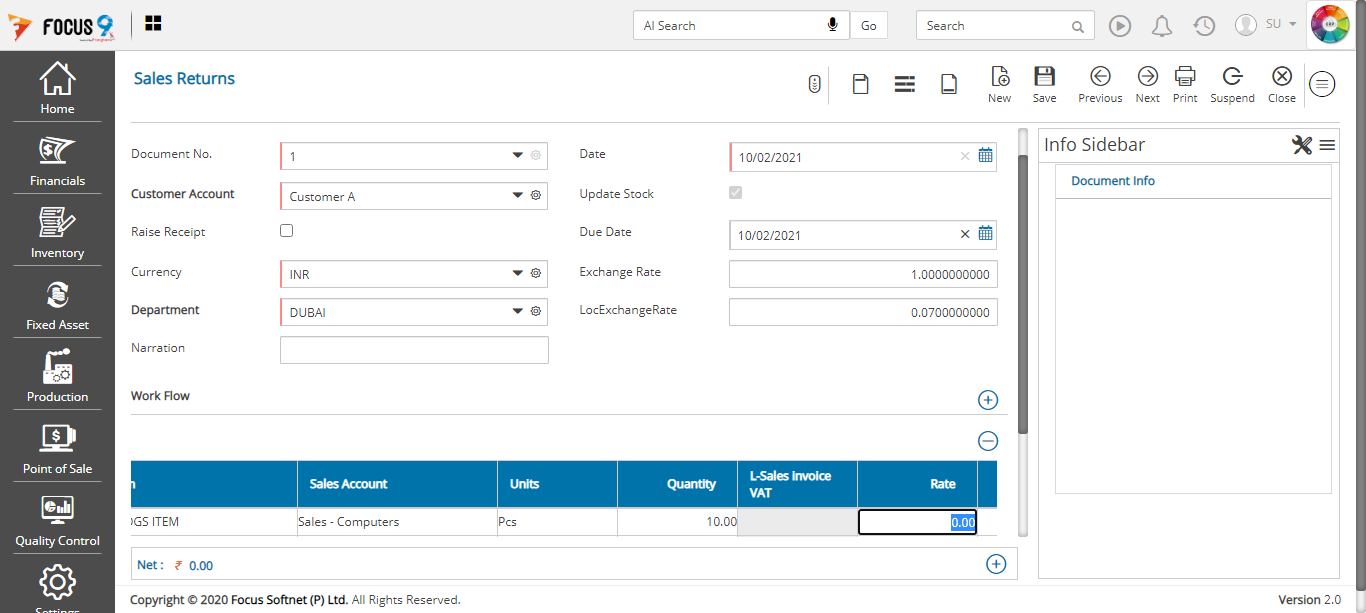 FOCUS 9
AI Search
Go
Search
SU
ERP
Home
Financials
Inventory
Fixed Asset
Production
Point of Sale
Quality Control
Settings
Sales Returns
New
Save
Previous
Next
Print
Suspend
Close
Document No. 1
Date 10/02/2021
Customer Account Customer A
Update Stock
Raise Receipt
Due Date 10/02/2021
Currency INR
Exchange Rate 1.0000000000
Department DUBAI
LocExchangeRate 0.0700000000
Narration
Work Flow
Info Sidebar
Document Info
Sales Account Units Quantity L-Sales Invoice VAT Rate
GS ITEM Sales - Computers Pcs 10.00 0.00
Net : ₹ 0.00
Copyright © 2020 Focus Softnet (P) Ltd. All Rights Reserved.
Version 2.0